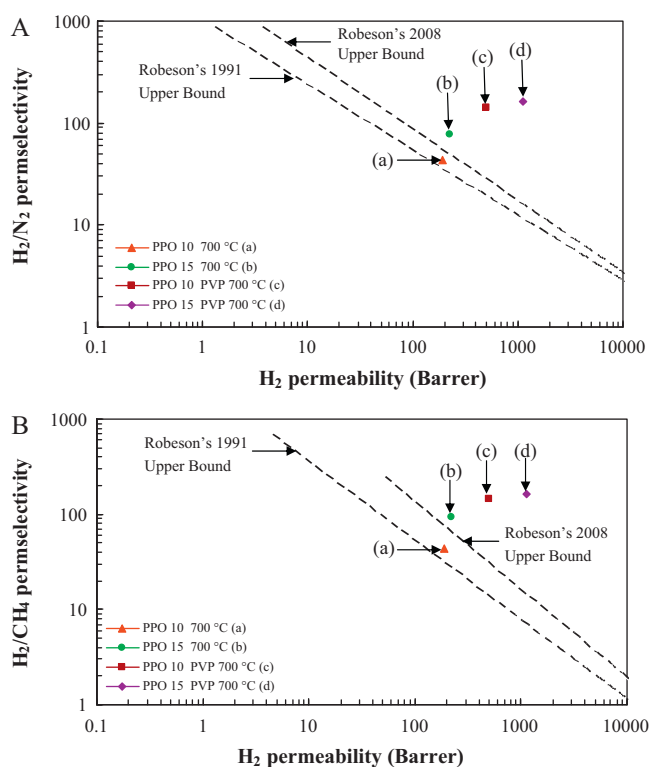 A
1000
100
10
1
H₂/N₂ permselectivity
Robeson's 2008
Upper Bound
Robeson's 1991
Upper Bound
(a)
(b)
(c)
(d)
PPO 10 700 °C (a)
PPO 15 700 °C (b)
PPO 10 PVP 700 °C (c)
PPO 15 PVP 700 °C (d)
0.1 1 10 100 1000 10000
H₂ permeability (Barrer)
B
1000
100
10
1
H₂/CH₄ permselectivity
Robeson's 1991
Upper Bound
(a)
(b)
(c)
(d)
Robeson's 2008
Upper Bound
PPO 10 700 °C (a)
PPO 15 700 °C (b)
PPO 10 PVP 700 °C (c)
PPO 15 PVP 700 °C (d)
0.1 1 10 100 1000 10000
H₂ permeability (Barrer)